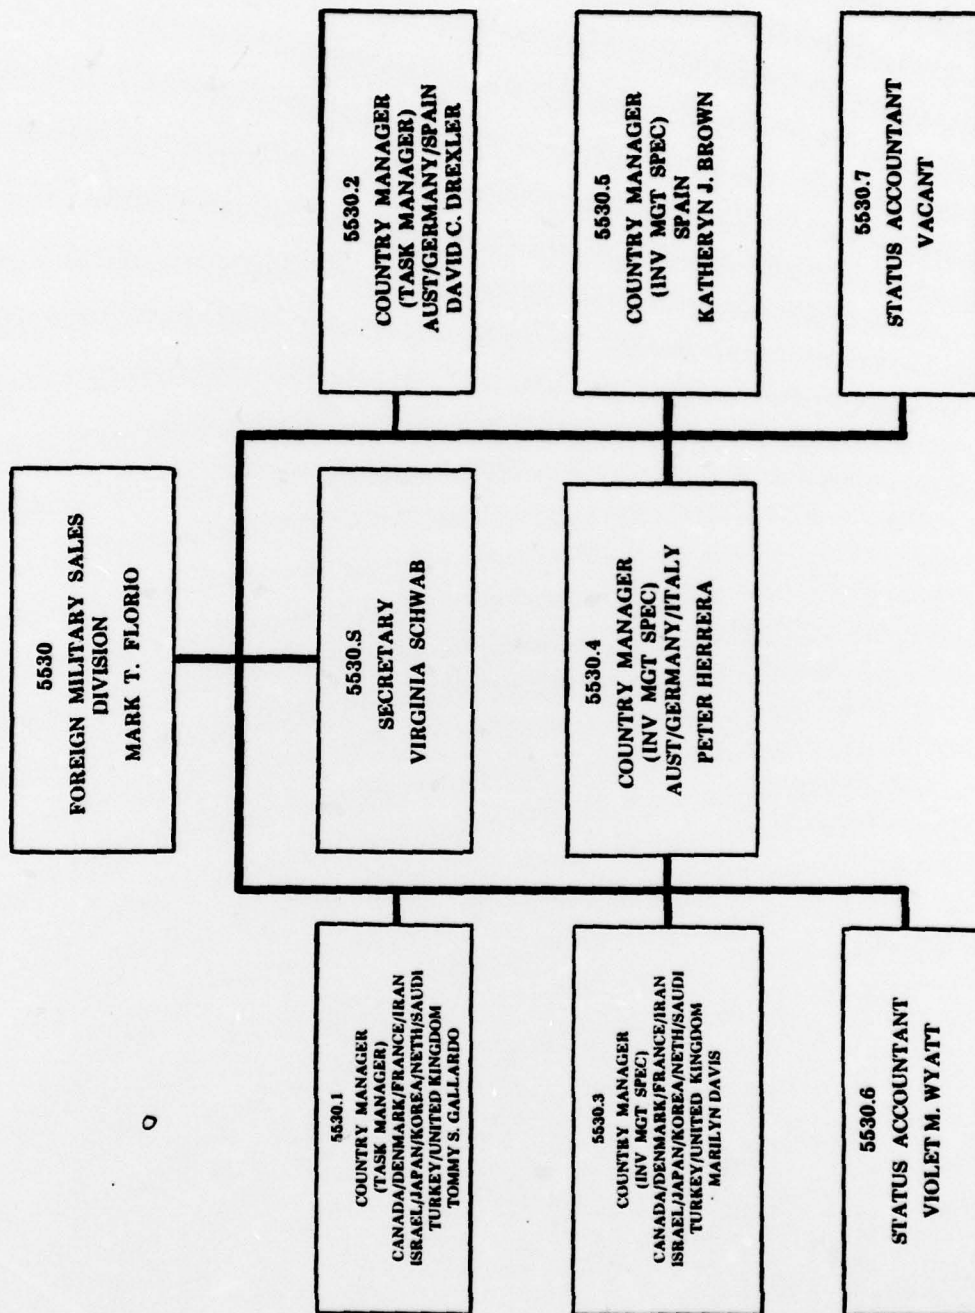 5530
FOREIGN MILITARY SALES
DIVISION
MARK T. FLORIO
5530.S
SECRETARY
VIRGINIA SCHWAB
5530.1
COUNTRY MANAGER
(TASK MANAGER)
CANADA/DENMARK/FRANCE/IRAN
ISRAEL/JAPAN/KOREA/NETH/SAUDI
TURKEY/UNITED KINGDOM
TOMMY S. GALLARDO
5530.2
COUNTRY MANAGER
(TASK MANAGER)
AUST/GERMANY/SPAIN
DAVID C. DREXLER
5530.3
COUNTRY MANAGER
(INV MGT SPEC)
CANADA/DENMARK/FRANCE/IRAN
ISRAEL/JAPAN/KOREA/NETH/SAUDI
TURKEY/UNITED KINGDOM
MARILYN DAVIS
5530.4
COUNTRY MANAGER
(INV MGT SPEC)
AUST/GERMANY/ITALY
PETER HERRERA
5530.5
COUNTRY MANAGER
(INV MGT SPEC)
SPAIN
KATHERYN J. BROWN
5530.6
STATUS ACCOUNTANT
VIOLET M. WYATT
5530.7
STATUS ACCOUNTANT
VACANT